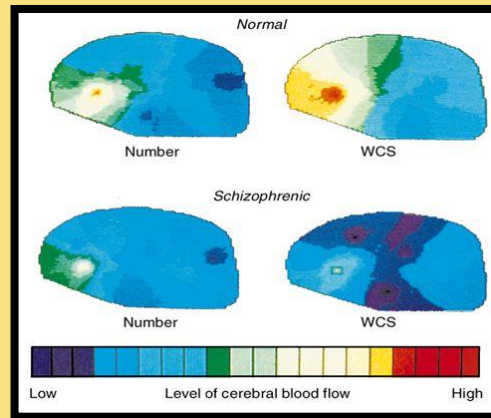 Normal
Number WCS
Schizophrenic
Number WCS
Low Level of cerebral blood flow High